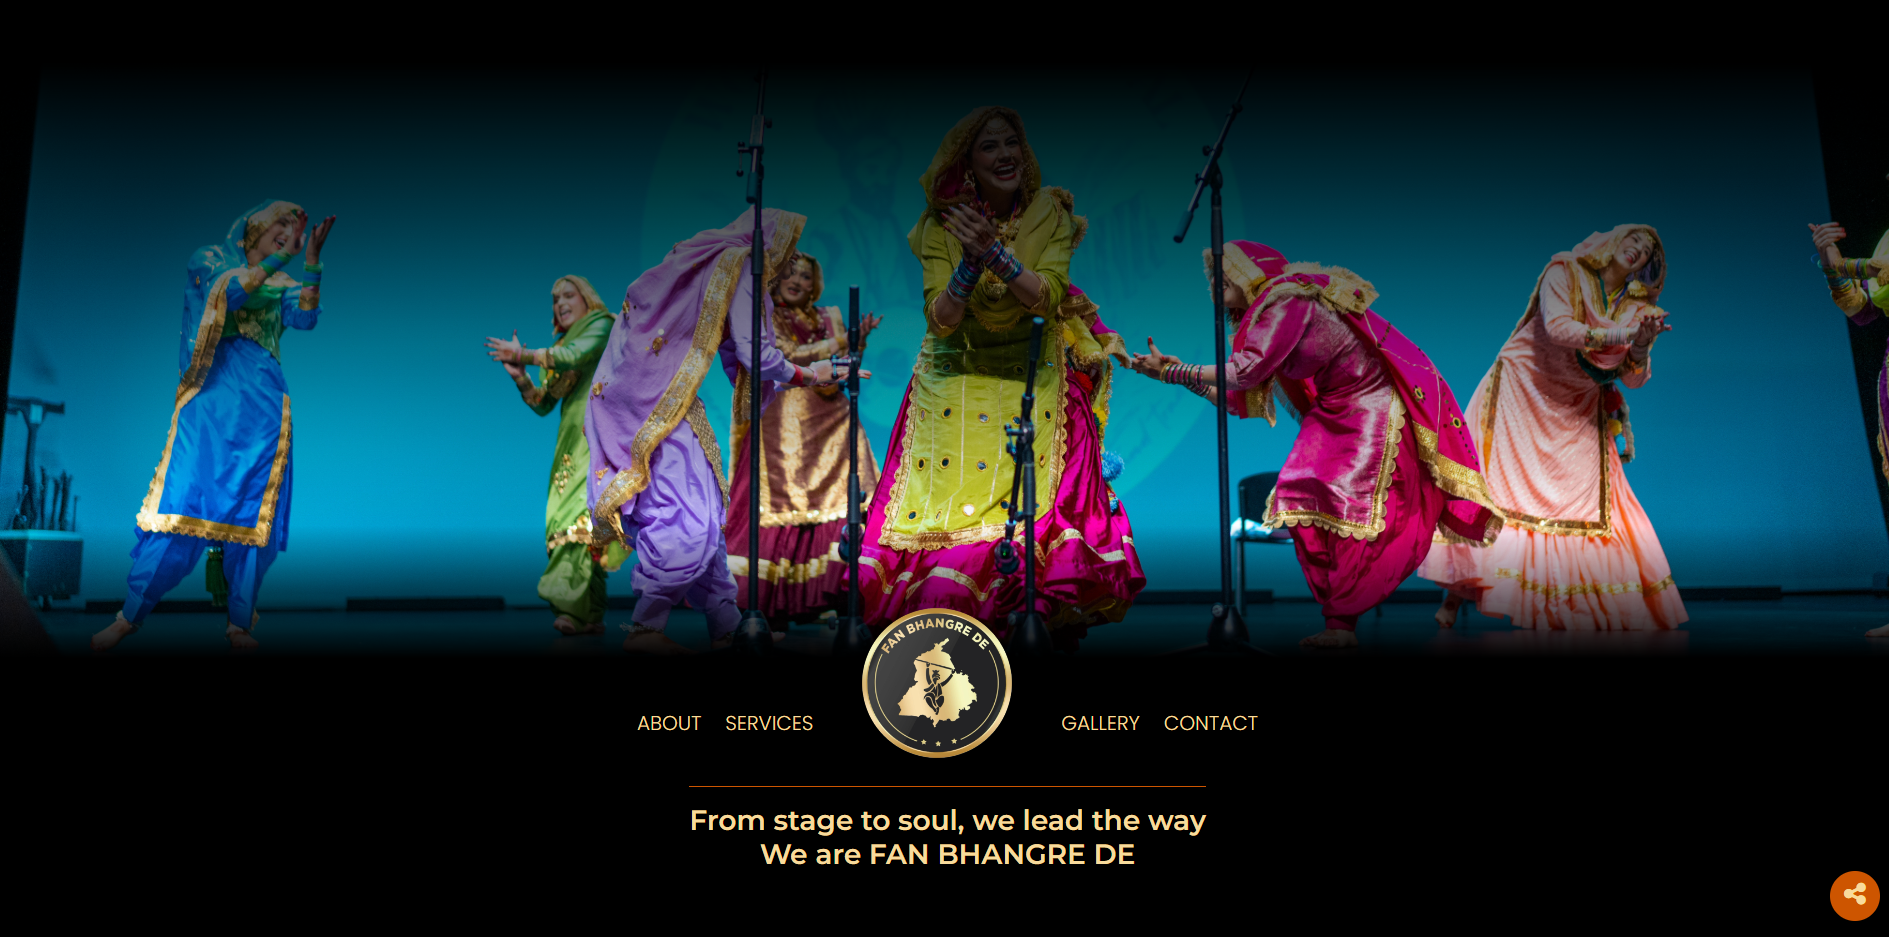 FAN BHANGRE DE
ABOUT SERVICES GALLERY CONTACT
From stage to soul, we lead the way
We are FAN BHANGRE DE